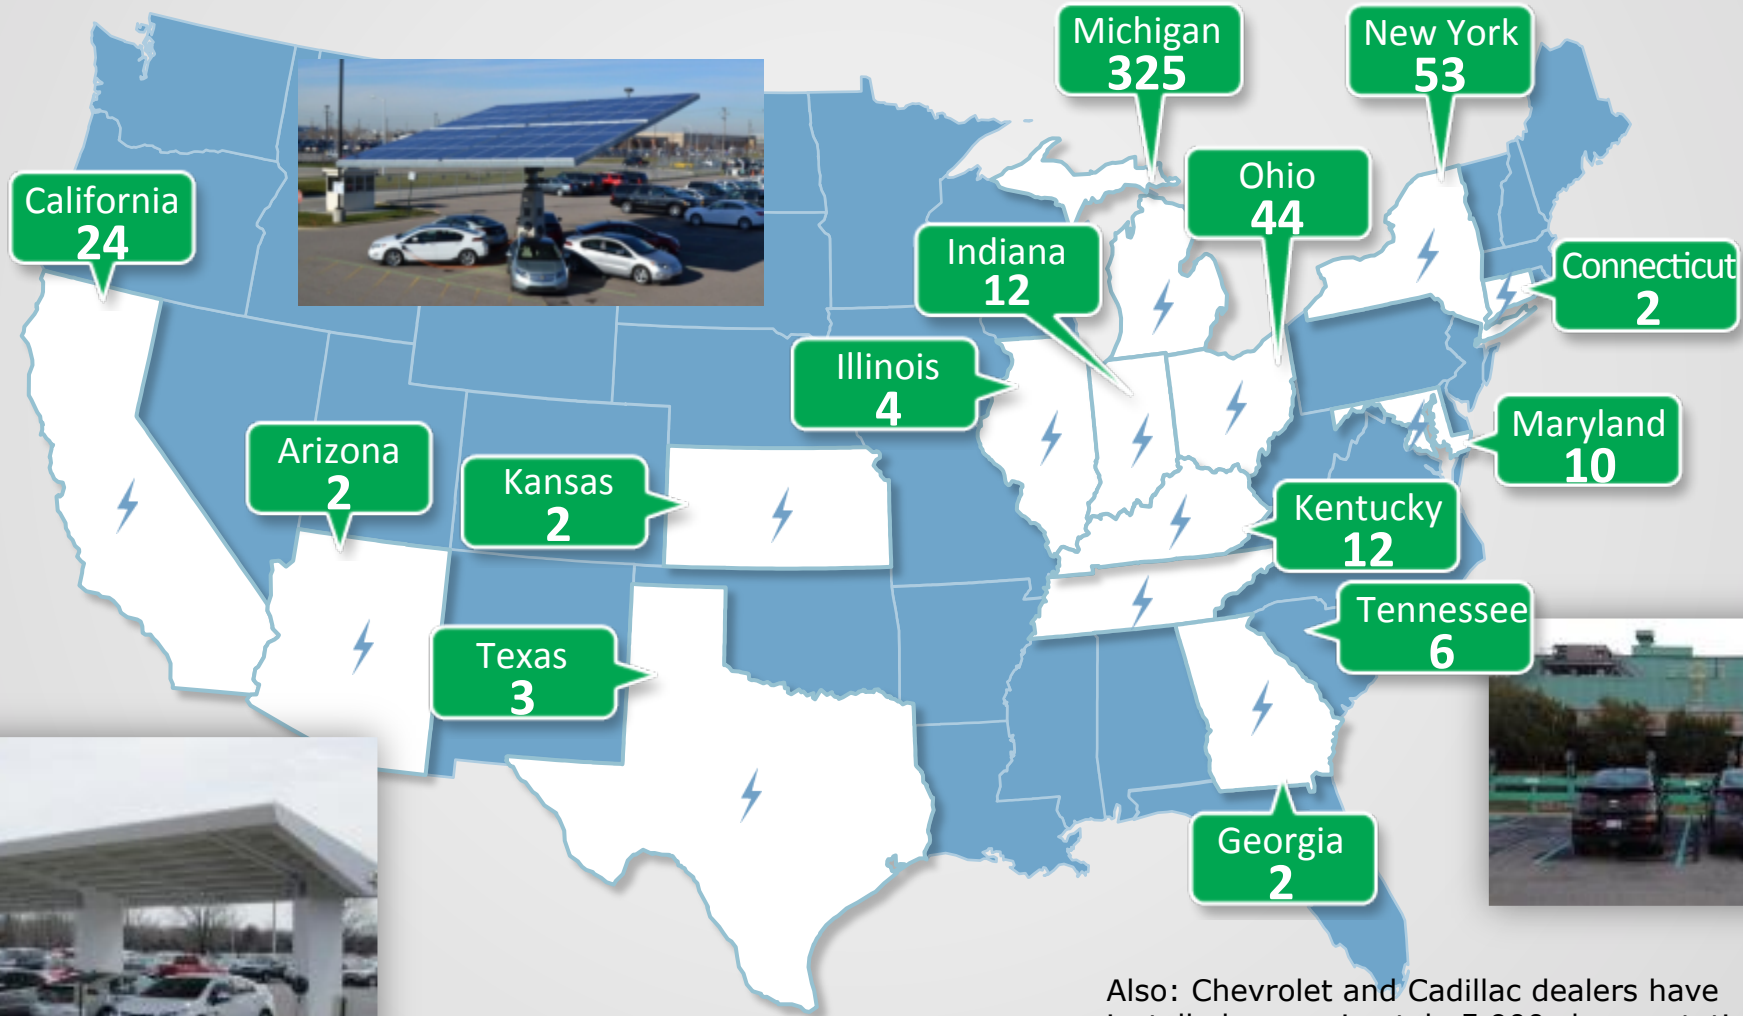 Michigan
325
New York
53
California
24
Ohio
44
Indiana
12
Connecticut
2
Illinois
4
Maryland
10
Arizona
2
Kansas
2
Kentucky
12
Tennessee
6
Texas
3
Georgia
2
Also: Chevrolet and Cadillac dealers have